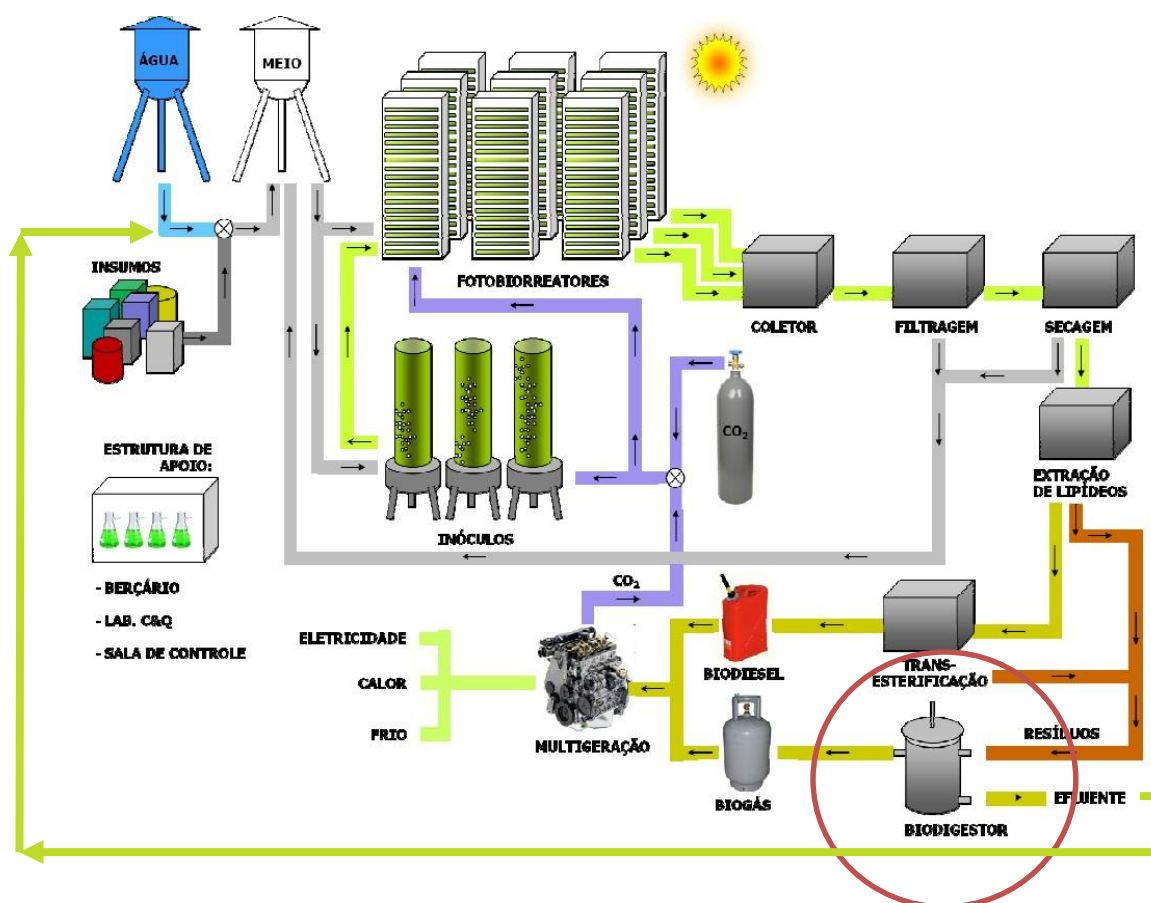 ÁGUA
MEIO
INSUMOS
FOTOBIORREATORES
COLETOR
FILTRAGEM
SECAGEM
CO₂
EXTRAÇÃO
DE LIPÍDEOS
ESTRUTURA DE
APOIO:
- BERÇÁRIO
- LAB. C&Q
- SALA DE CONTROLE
INÓCULOS
CO₂
ELETRICIDADE
CALOR
FRIO
MULTIGERAÇÃO
BIODIESEL
TRANS-
ESTERIFICAÇÃO
BIOGÁS
RESÍDUOS
EFLUENTE
BIODIGESTOR